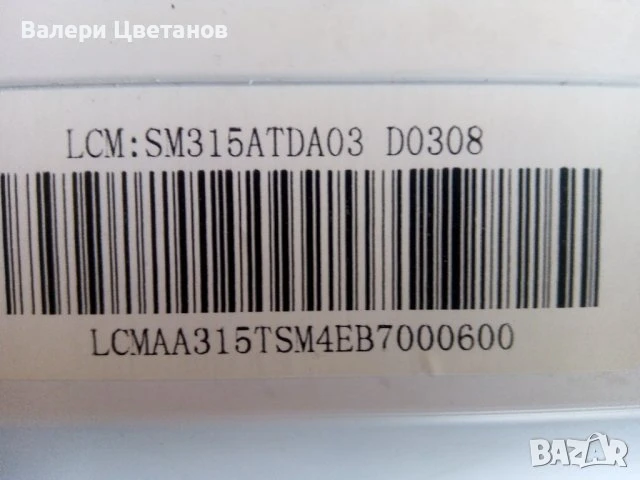 Валери Цветанов
LCM:SM315ATDA03 D0308
LCMAA315TSM4EB7000600
BAZAR